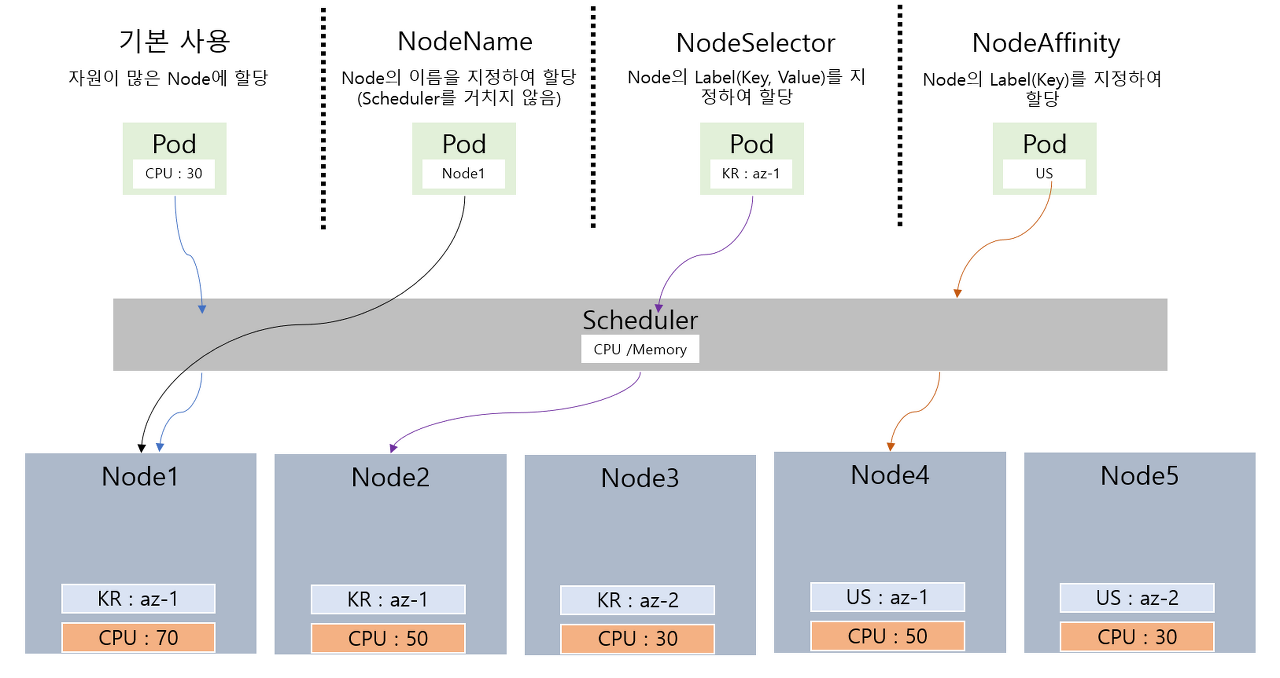 기본 사용
자원이 많은 Node에 할당
Pod
CPU : 30
NodeName
Node의 이름을 지정하여 할당
(Scheduler를 거치지 않음)
Pod
Node1
NodeSelector
Node의 Label(Key, Value)를 지
정하여 할당
Pod
KR : az-1
NodeAffinity
Node의 Label(Key)를 지정하여
할당
Pod
US
Scheduler
CPU /Memory
Node1
KR : az-1
CPU : 70
Node2
KR : az-1
CPU : 50
Node3
KR : az-2
CPU : 30
Node4
US : az-1
CPU : 50
Node5
US : az-2
CPU : 30